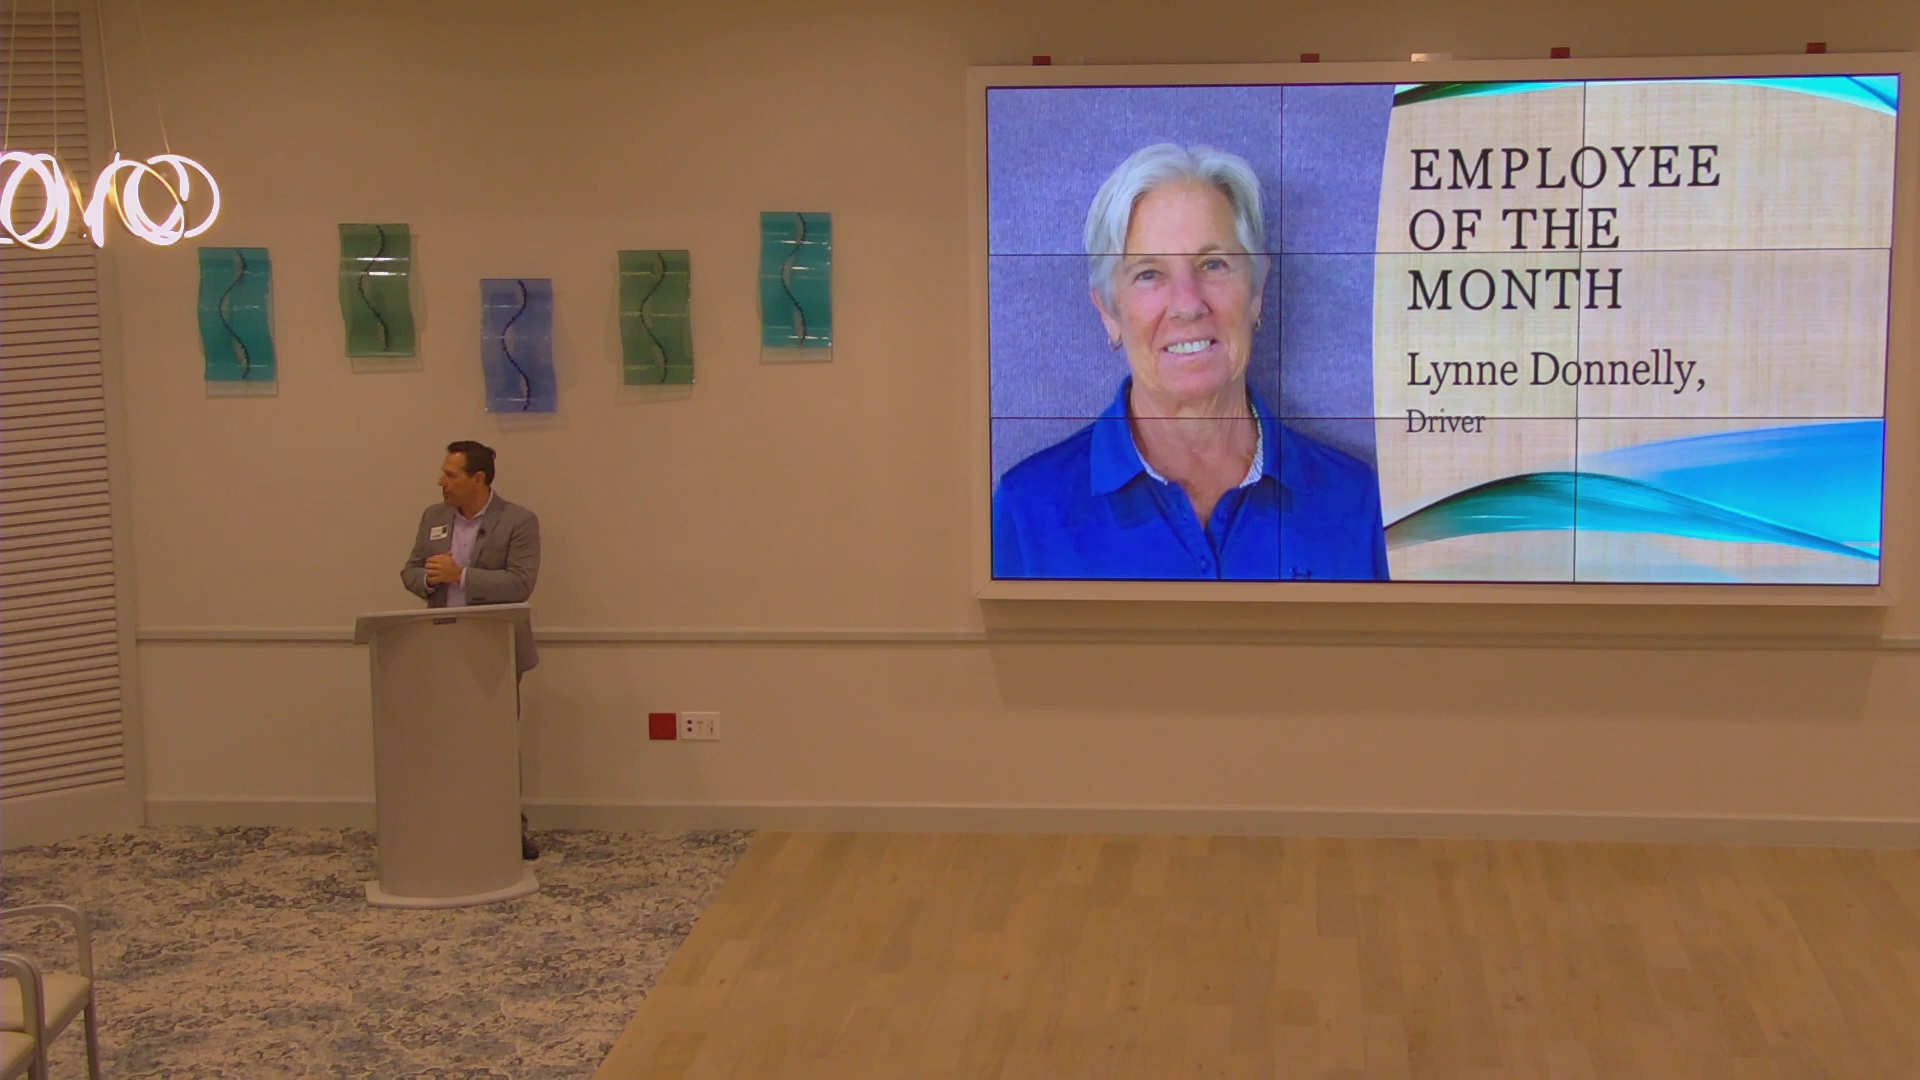 EMPLOYEE
OF THE
MONTH
Lynne Donnelly,
Driver